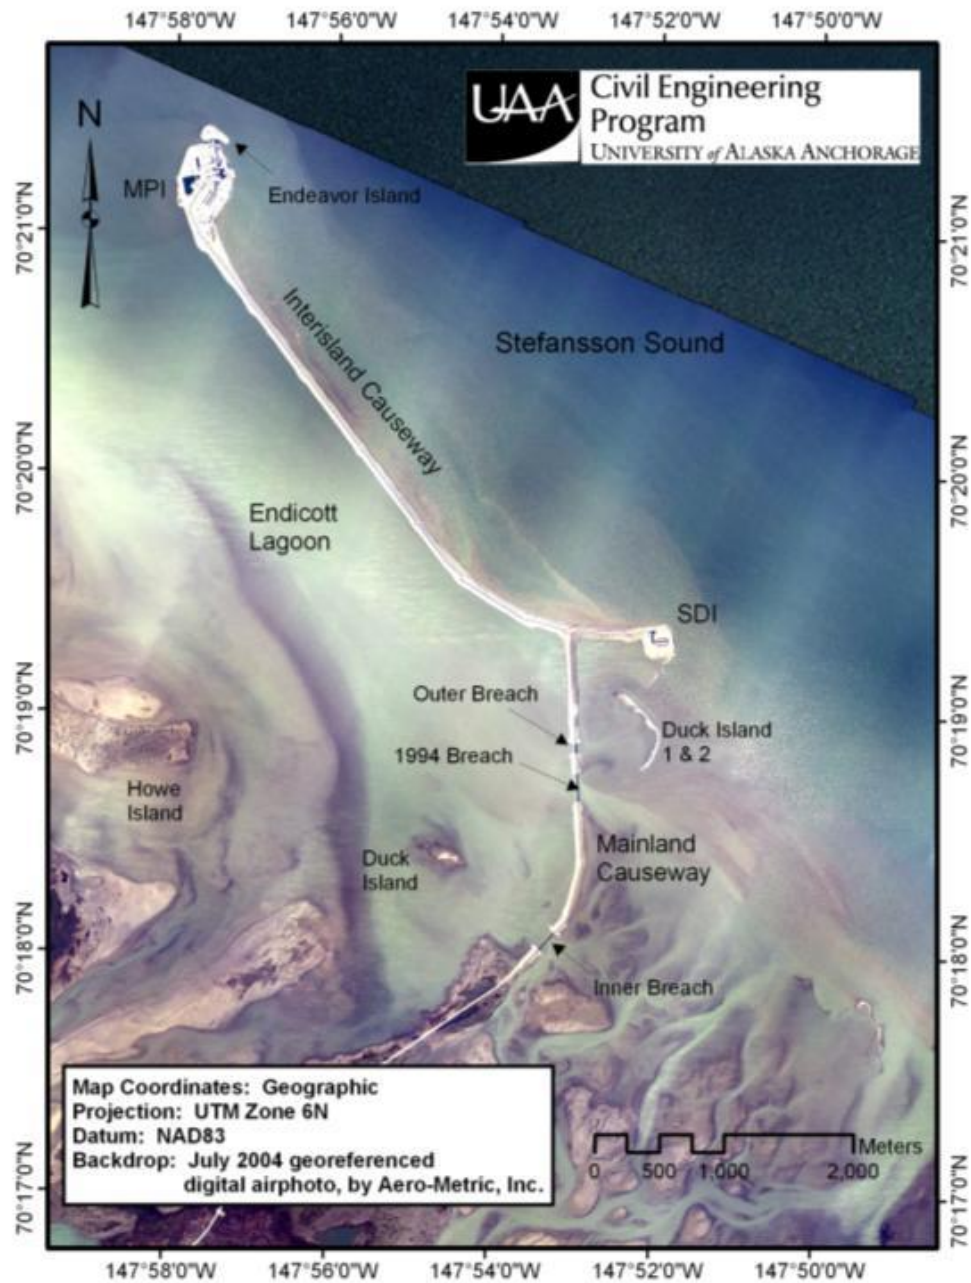 147°58'0"W 147°56'0"W 147°54'0"W 147°52'0"W 147°50'0"W
UAA
Civil Engineering
Program
UNIVERSITY of ALASKA ANCHORAGE
N
MPI
Endeavor Island
70°21'0"N
70°21'0"N
Interisland Causeway
Stefansson Sound
70°20'0"N
70°20'0"N
Endicott
Lagoon
SDI
Outer Breach
70°19'0"N
70°19'0"N
Duck Island
1 & 2
1994 Breach
Howe
Island
Mainland
Causeway
Duck
Island
70°18'0"N
70°18'0"N
Inner Breach
Map Coordinates: Geographic
Projection: UTM Zone 6N
Datum: NAD83
Backdrop: July 2004 georeferenced
digital airphoto, by Aero-Metric, Inc.
Meters
0 500 1,000 2,000
70°17'0"N
70°17'0"N
147°58'0"W 147°56'0"W 147°54'0"W 147°52'0"W 147°50'0"W